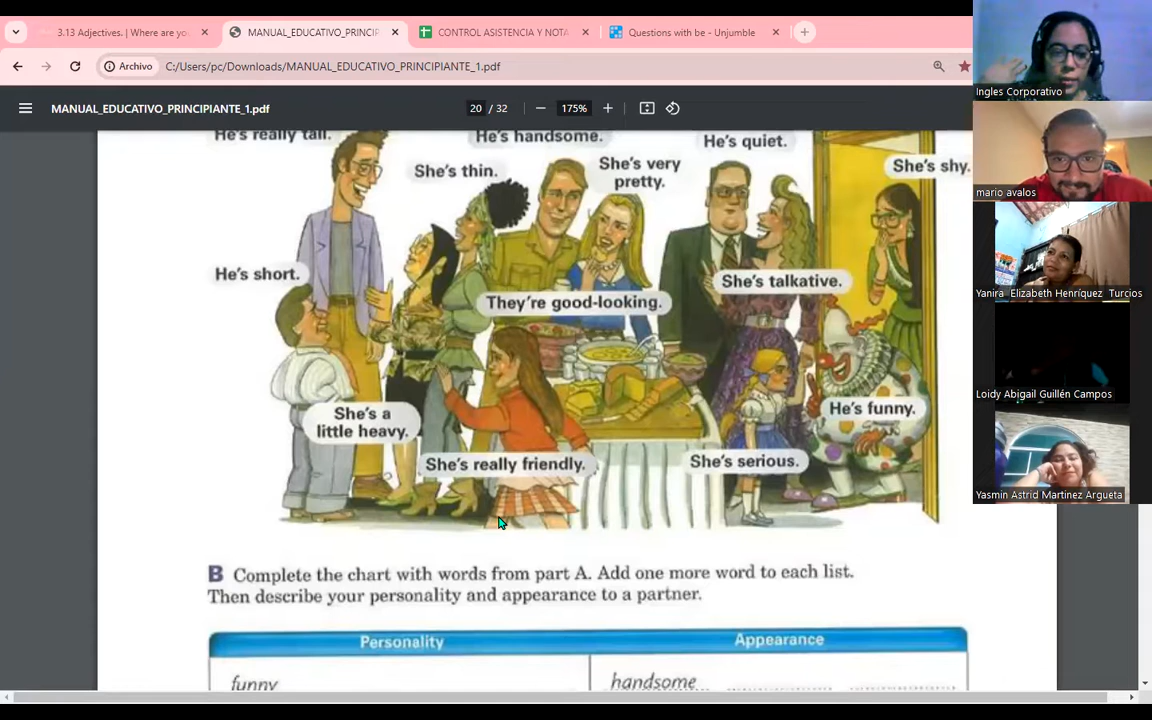 3.13 Adjectives. | Where are yo
MANUAL_EDUCATIVO_PRINCIP
CONTROL ASISTENCIA Y NOTA
Questions with be - Unjumble
Archivo
C:/Users/pc/Downloads/MANUAL_EDUCATIVO_PRINCIPIANTE_1.pdf
MANUAL_EDUCATIVO_PRINCIPIANTE_1.pdf
20 / 32
175%
He's really tall.
He's handsome.
He's quiet.
She's thin.
She's very
pretty.
She's shy.
He's short.
They're good-looking.
She's talkative.
She's a
little heavy.
He's funny.
She's really friendly.
She's serious.
B Complete the chart with words from part A. Add one more word to each list.
Then describe your personality and appearance to a partner.
Personality
Appearance
funny
handsome
Ingles Corporativo
mario avalos
Yanira Elizabeth Henríquez Turcios
Loidy Abigail Guillén Campos
Yasmin Astrid Martinez Argueta